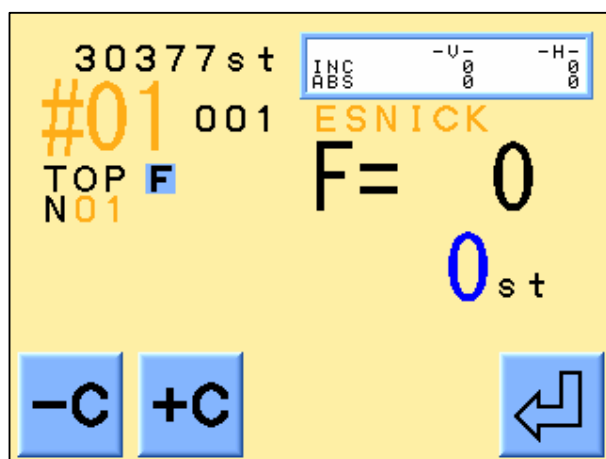 30377st
-V- -H-
INC 0 0
ABS 0 0
#01 001 ESNICK
TOP F F= 0
N01
0st
-C +C